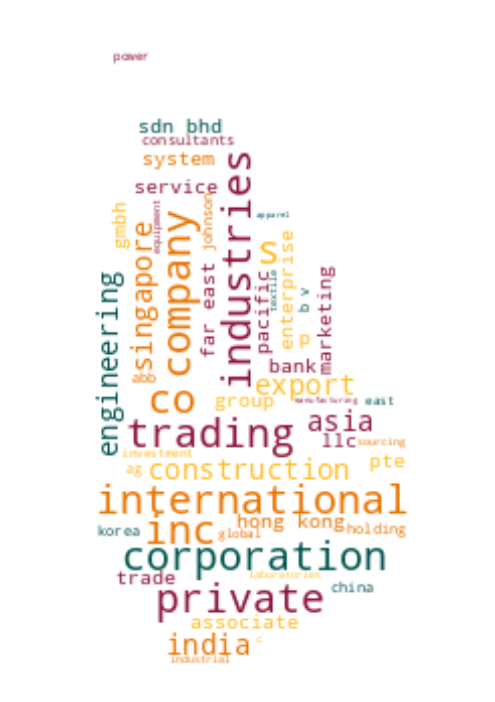 power
sdn bhd
consultants
system
service
industries
equipment
gmbh
johnson
apparel
company
singapore
s
enterprise
far east
pacific
textile
b v
marketing
engineering
p
bank
abb
export
co
group
manufacturing
east
trading
asia
llc
sourcing
investment
pte
ag
construction
international
inc
hong kong
korea
global
holding
corporation
trade
laboratories
china
private
associate
india
c
industrial